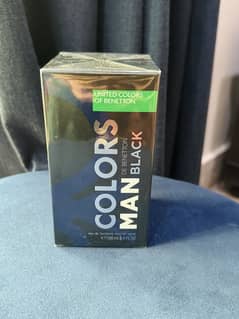 UNITED COLORS
OF BENETTON
COLORS
DE BENETTON
MAN BLACK